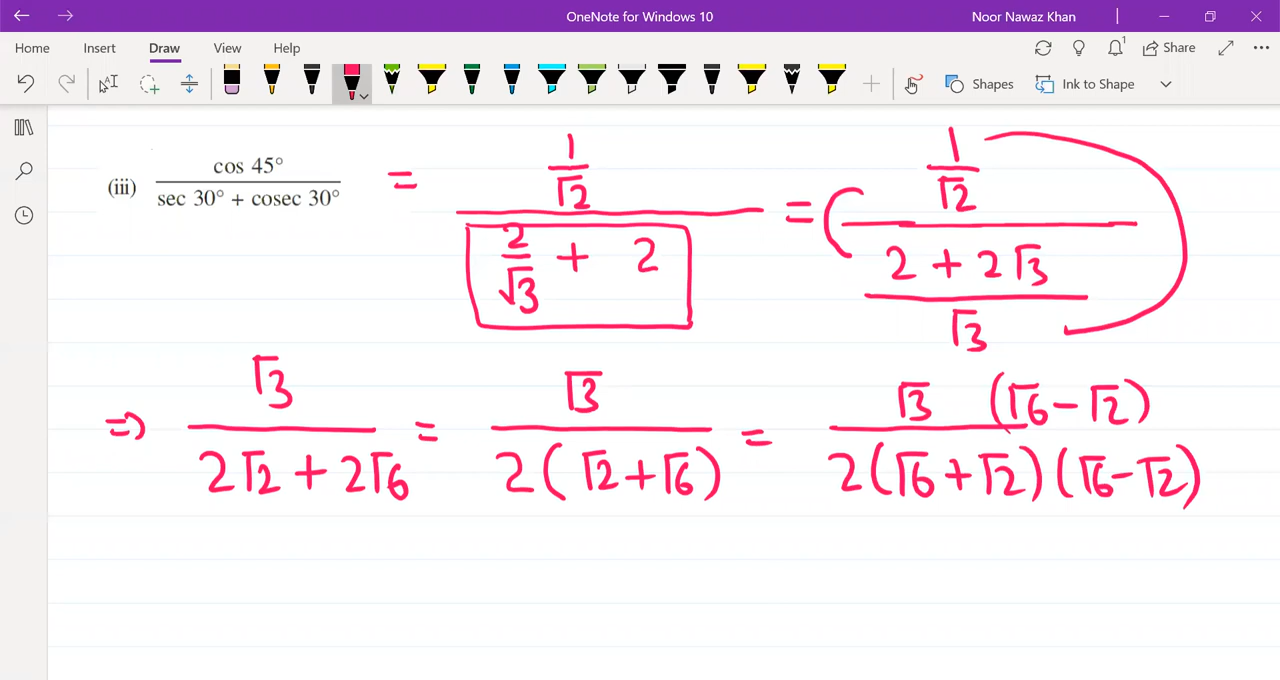 OneNote for Windows 10
Noor Nawaz Khan
Home Insert Draw View Help
1
Share
Shapes
Ink to Shape
(iii) cos 45° / sec 30° + cosec 30° = (1/√2) / (2/√3 + 2) = (1/√2) / ((2 + 2√3)/√3)
⇒ √3 / (2√2 + 2√6) = √3 / (2(√2 + √6)) = √3 (√6 - √2) / (2(√6 + √2)(√6 - √2))